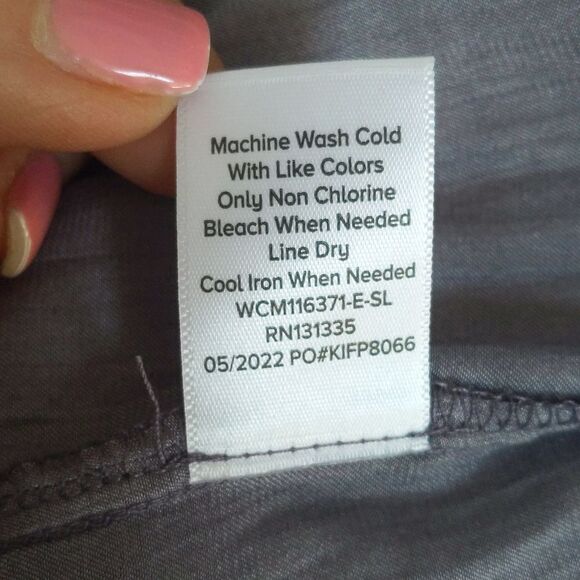 Machine Wash Cold
With Like Colors
Only Non Chlorine
Bleach When Needed
Line Dry
Cool Iron When Needed
WCM116371-E-SL
RN131335
05/2022 PO#KIFP8066